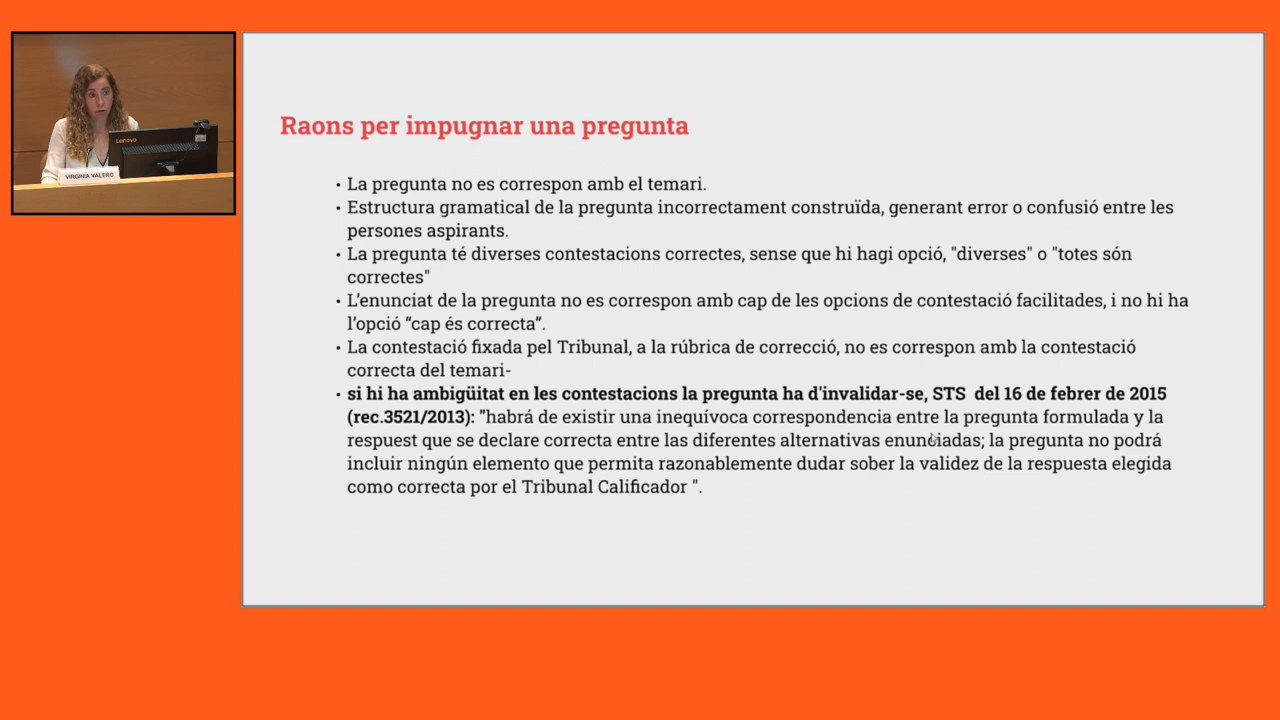 Lenovo
VIRGINIA VALERO
Raons per impugnar una pregunta
• La pregunta no es correspon amb el temari.
• Estructura gramatical de la pregunta incorrectament construïda, generant error o confusió entre les
persones aspirants.
• La pregunta té diverses contestacions correctes, sense que hi hagi opció, "diverses" o "totes són
correctes"
• L’enunciat de la pregunta no es correspon amb cap de les opcions de contestació facilitades, i no hi ha
l’opció “cap és correcta”.
• La contestació fixada pel Tribunal, a la rúbrica de correcció, no es correspon amb la contestació
correcta del temari-
• si hi ha ambigüitat en les contestacions la pregunta ha d'invalidar-se, STS del 16 de febrer de 2015
(rec.3521/2013): "habrá de existir una inequívoca correspondencia entre la pregunta formulada y la
respuest que se declare correcta entre las diferentes alternativas enunciadas; la pregunta no podrá
incluir ningún elemento que permita razonablemente dudar sober la validez de la respuesta elegida
como correcta por el Tribunal Calificador ".